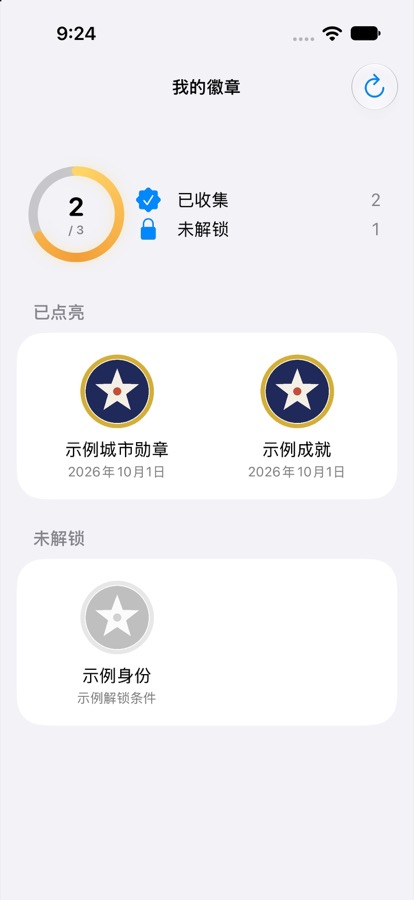 9:24
我的徽章
2
/ 3
已收集 2
未解锁 1
已点亮
示例城市勋章 示例成就
2026年10月1日 2026年10月1日
未解锁
示例身份
示例解锁条件